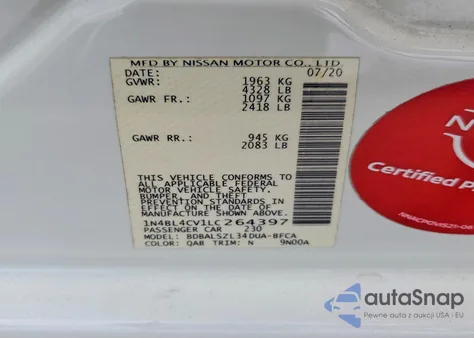 MFD BY NISSAN MOTOR CO., LTD.
DATE: 07/20
GVWR: 1963 KG
4328 LB
GAWR FR.: 1097 KG
2418 LB
GAWR RR.: 945 KG
2083 LB
THIS VEHICLE CONFORMS TO
ALL APPLICABLE FEDERAL
MOTOR VEHICLE SAFETY,
BUMPER, AND THEFT
PREVENTION STANDARDS IN
EFFECT ON THE DATE OF
MANUFACTURE SHOWN ABOVE.
1N4BL4CV1LC264397
PASSENGER CAR 230
MODEL: BDBALSZL34DUA-BFCA
COLOR: QAB TRIM: N 9N00A
N
Certified P
autoSnap
Pewne auta z aukcji USA i EU